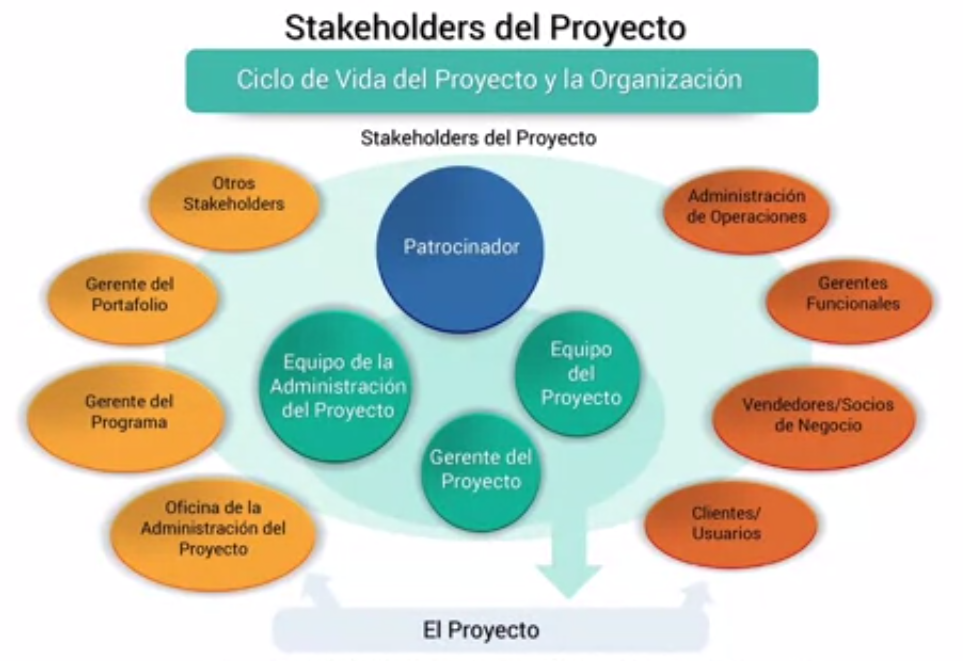 Stakeholders del Proyecto
Ciclo de Vida del Proyecto y la Organización
Stakeholders del Proyecto
Otros
Stakeholders
Patrocinador
Administración
de Operaciones
Gerente del
Portafolio
Gerentes
Funcionales
Equipo de la
Administración
del Proyecto
Equipo
del
Proyecto
Gerente del
Programa
Vendedores/Socios
de Negocio
Gerente del
Proyecto
Oficina de la
Administración del
Proyecto
Clientes/
Usuarios
El Proyecto